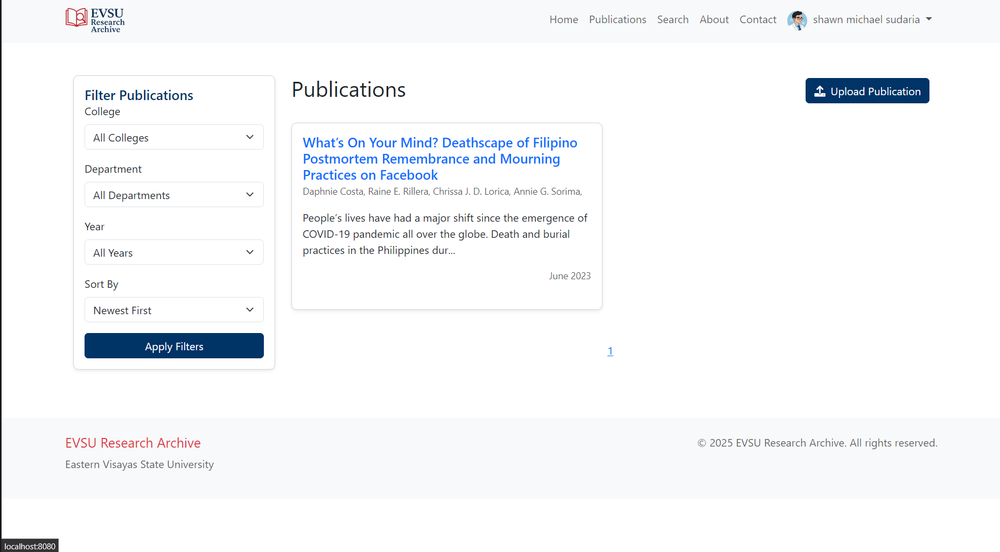 EVSU
Research
Archive
Home Publications Search About Contact shawn michael sudaria
Filter Publications
College
All Colleges
Department
All Departments
Year
All Years
Sort By
Newest First
Apply Filters
Publications
Upload Publication
What’s On Your Mind? Deathscape of Filipino
Postmortem Remembrance and Mourning
Practices on Facebook
Daphnie Costa, Raine E. Rillera, Chrissa J. D. Lorica, Annie G. Sorima,
People’s lives have had a major shift since the emergence of
COVID-19 pandemic all over the globe. Death and burial
practices in the Philippines dur...
June 2023
1
EVSU Research Archive
Eastern Visayas State University
© 2025 EVSU Research Archive. All rights reserved.
localhost:8080